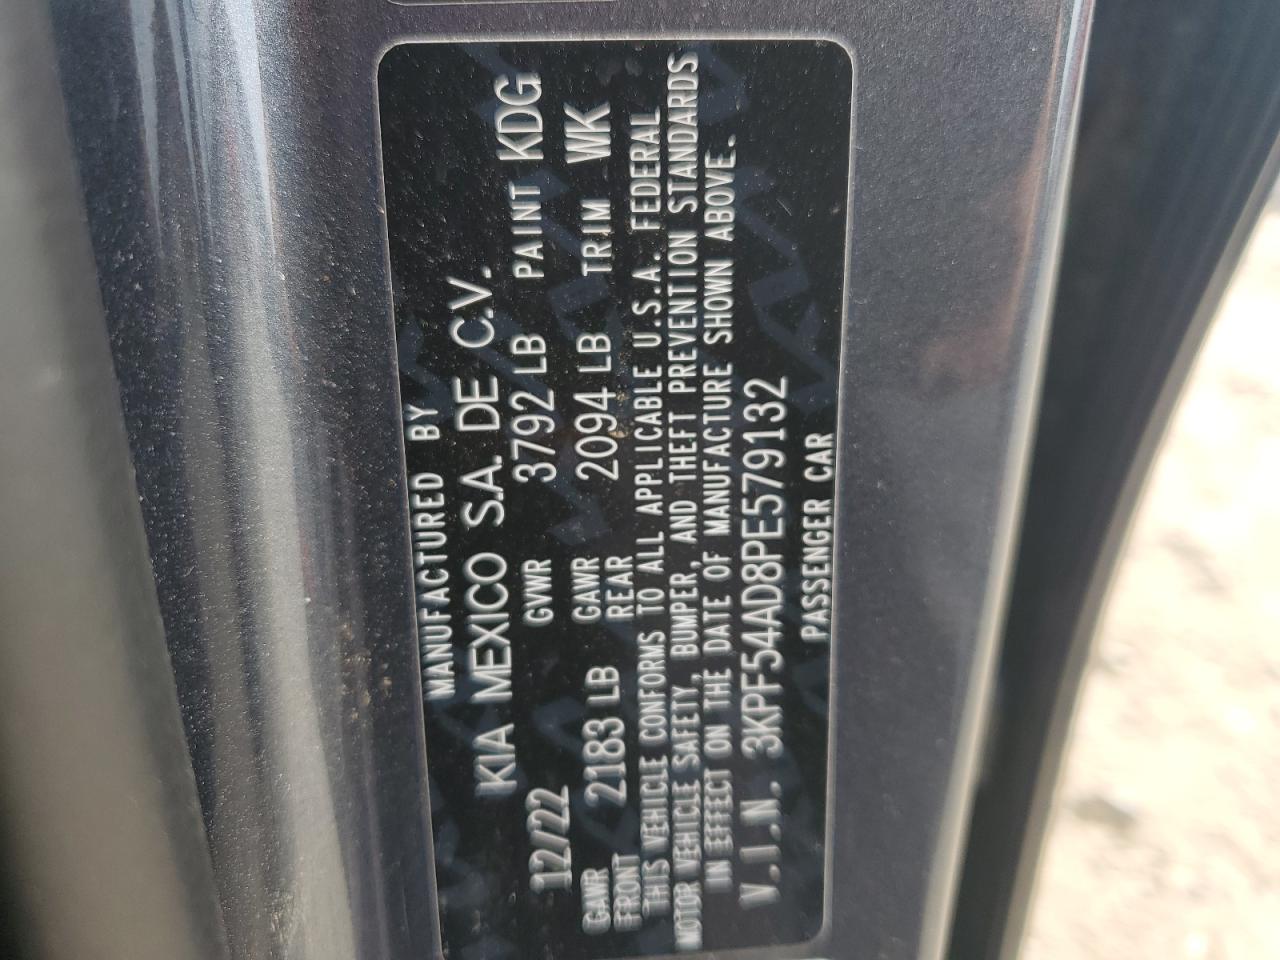 MANUFACTURED BY
KIA MEXICO S.A. DE C.V.
12/22 GVWR 3792 LB PAINT KDG
GAWR FRONT 2183 LB GAWR REAR 2094 LB TRIM WK
THIS VEHICLE CONFORMS TO ALL APPLICABLE U.S.A. FEDERAL
MOTOR VEHICLE SAFETY, BUMPER, AND THEFT PREVENTION STANDARDS
IN EFFECT ON THE DATE OF MANUFACTURE SHOWN ABOVE.
V.I.N. 3KPF54AD8PE579132
PASSENGER CAR